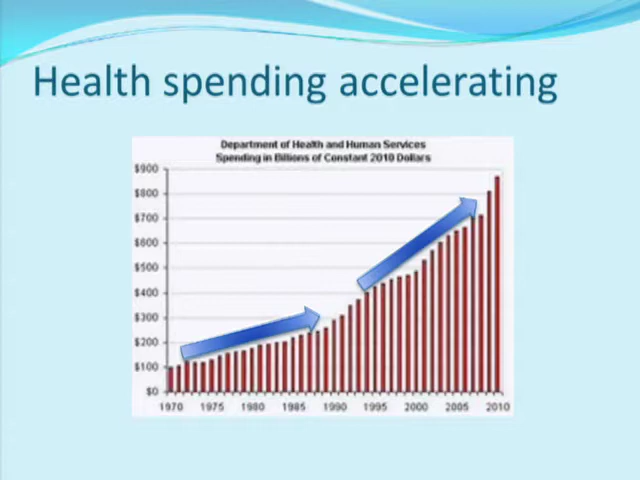 Health spending accelerating
Department of Health and Human Services
Spending in Billions of Constant 2010 Dollars
$900
$800
$700
$600
$500
$400
$300
$200
$100
$0
1970 1975 1980 1985 1990 1995 2000 2005 2010